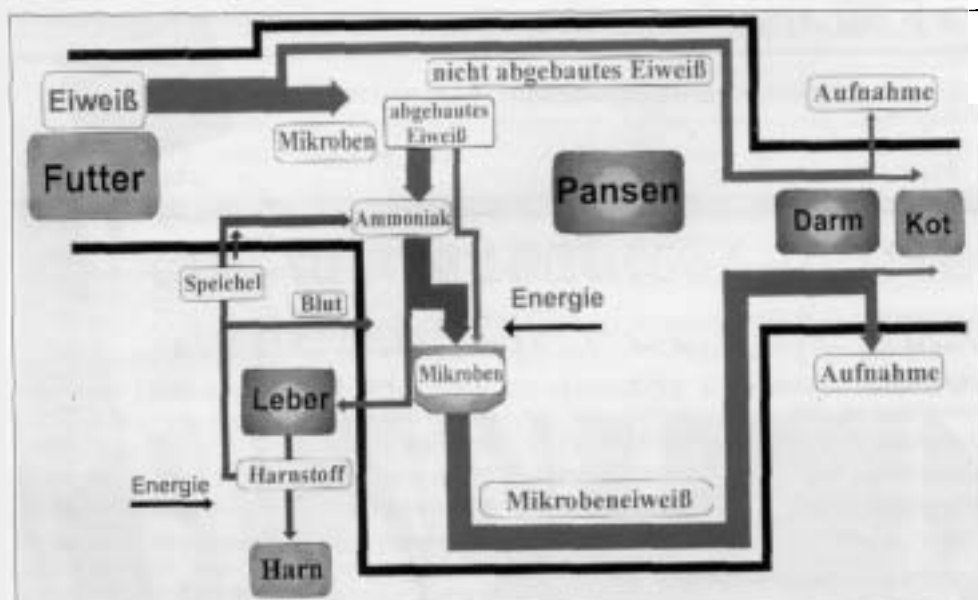 nicht abgebautes Eiweiß
Eiweiß
Aufnahme
Mikroben
abgebautes
Eiweiß
Futter
Pansen
Ammoniak
Darm
Kot
Speichel
Blut
Energie
Mikroben
Aufnahme
Leber
Harnstoff
Energie
Mikrobeneiweiß
Harn